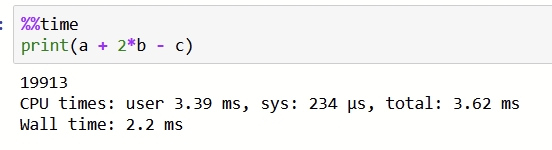 :
%%time
print(a + 2*b - c)
19913
CPU times: user 3.39 ms, sys: 234 µs, total: 3.62 ms
Wall time: 2.2 ms